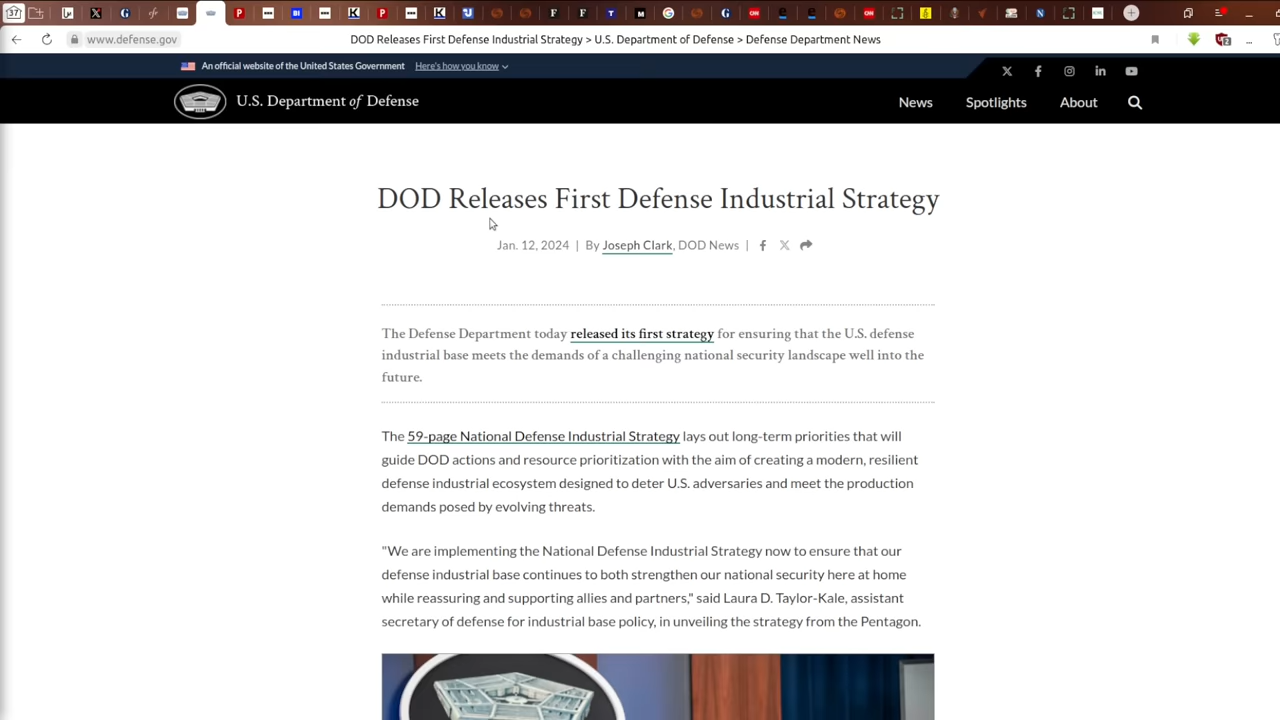 37
www.defense.gov
DOD Releases First Defense Industrial Strategy > U.S. Department of Defense > Defense Department News
An official website of the United States Government Here's how you know
U.S. Department of Defense
News Spotlights About
DOD Releases First Defense Industrial Strategy
Jan. 12, 2024 | By Joseph Clark, DOD News |
The Defense Department today released its first strategy for ensuring that the U.S. defense
industrial base meets the demands of a challenging national security landscape well into the
future.
The 59-page National Defense Industrial Strategy lays out long-term priorities that will
guide DOD actions and resource prioritization with the aim of creating a modern, resilient
defense industrial ecosystem designed to deter U.S. adversaries and meet the production
demands posed by evolving threats.
"We are implementing the National Defense Industrial Strategy now to ensure that our
defense industrial base continues to both strengthen our national security here at home
while reassuring and supporting allies and partners," said Laura D. Taylor-Kale, assistant
secretary of defense for industrial base policy, in unveiling the strategy from the Pentagon.